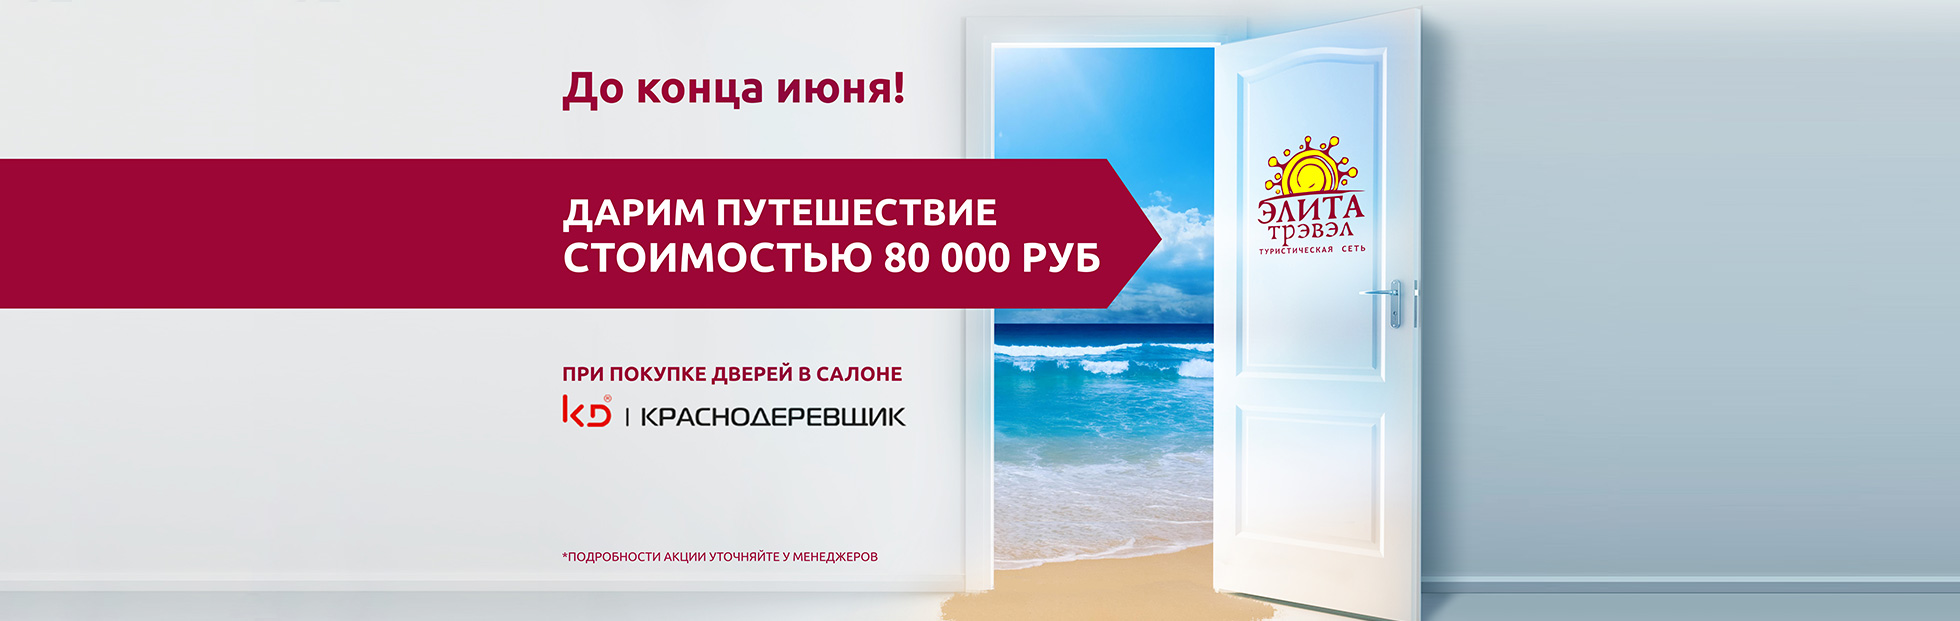 До конца июня!
ДАРИМ ПУТЕШЕСТВИЕ
СТОИМОСТЬЮ 80 000 РУБ
ПРИ ПОКУПКЕ ДВЕРЕЙ В САЛОНЕ
KD® | КРАСНОДЕРЕВЩИК
*ПОДРОБНОСТИ АКЦИИ УТОЧНЯЙТЕ У МЕНЕДЖЕРОВ
ЭЛИТА
ТРЭВЭЛ
ТУРИСТИЧЕСКАЯ СЕТЬ